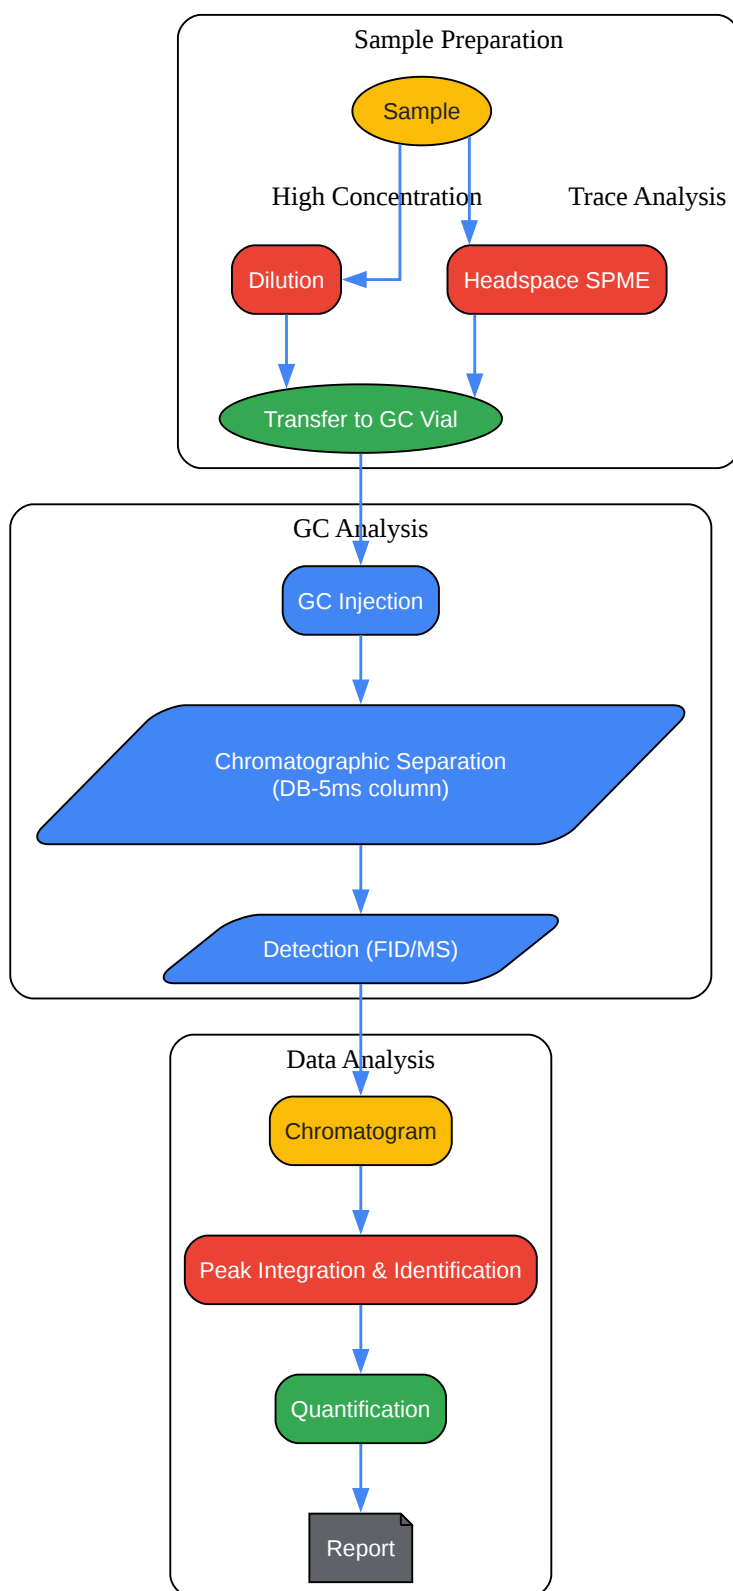 Sample Preparation
Sample
High Concentration
Trace Analysis
Dilution
Headspace SPME
Transfer to GC Vial
GC Analysis
GC Injection
Chromatographic Separation
(DB-5ms column)
Detection (FID/MS)
Data Analysis
Chromatogram
Peak Integration & Identification
Quantification
Report